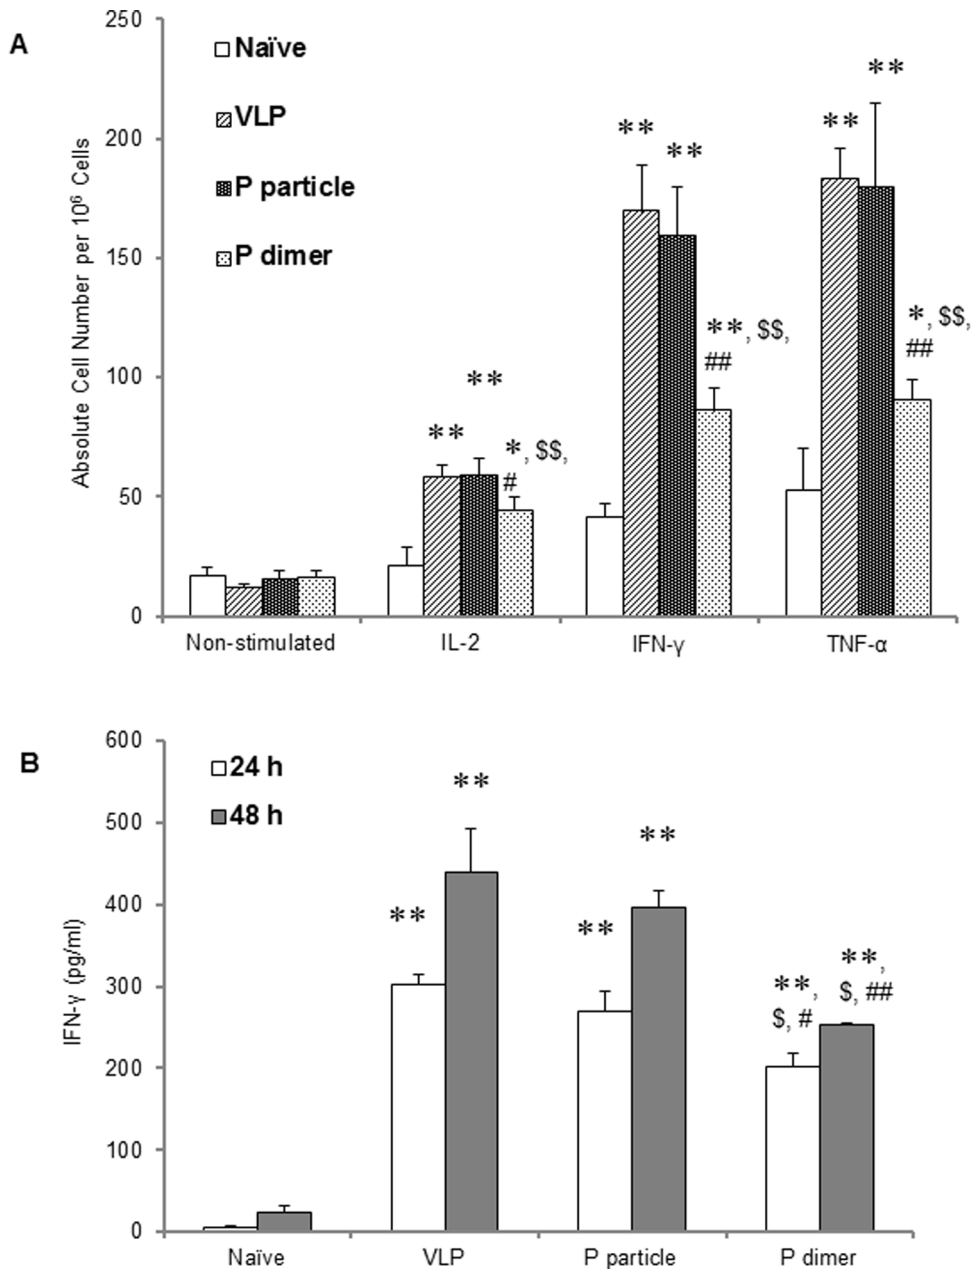 A
250
200
150
100
50
0
Absolute Cell Number per 10⁶ Cells
Naïve
VLP
P particle
P dimer
**
**
*, $$,
#
**
**
**, $$,
##
**
**
*, $$,
##
Non-stimulated IL-2 IFN-γ TNF-α
B
600
500
400
300
200
100
0
IFN-γ (pg/ml)
24 h
48 h
**
**
**
**
**,
$, #
**,
$, ##
Naïve VLP P particle P dimer